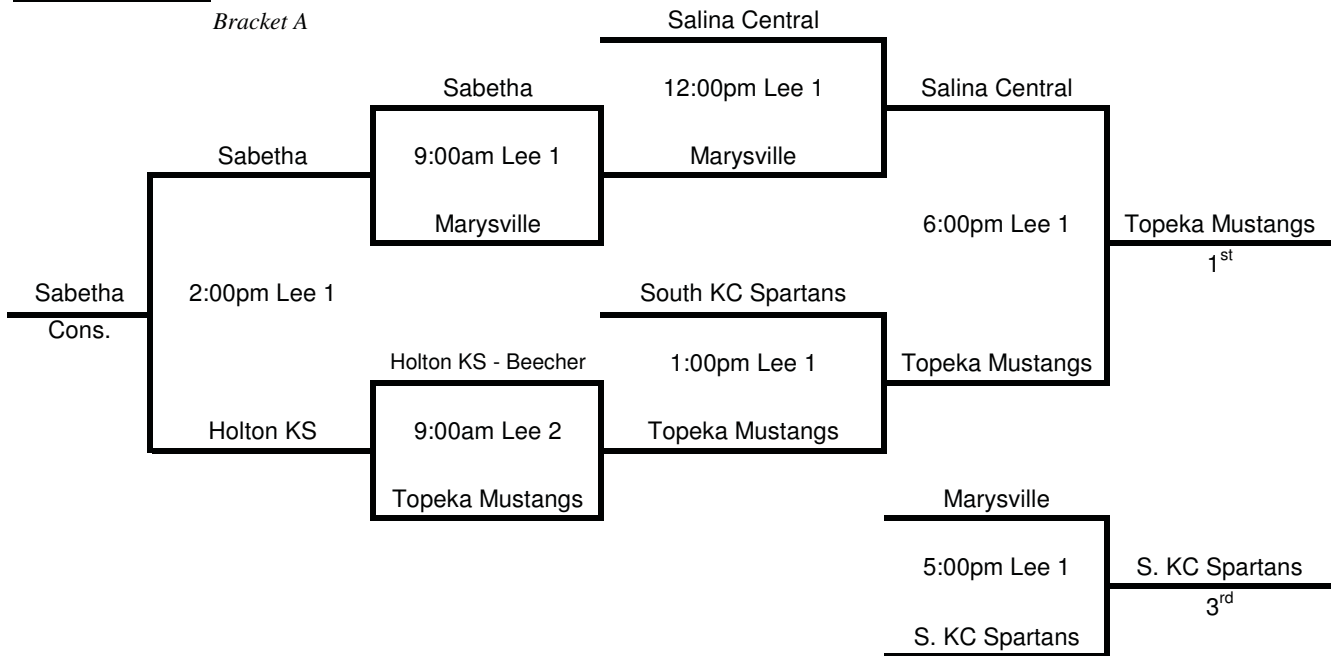 Bracket A
Salina Central
Sabetha
12:00pm Lee 1
Salina Central
Sabetha
9:00am Lee 1
Marysville
Marysville
6:00pm Lee 1
Topeka Mustangs
1st
Sabetha
2:00pm Lee 1
South KC Spartans
Cons.
Holton KS - Beecher
1:00pm Lee 1
Topeka Mustangs
Holton KS
9:00am Lee 2
Topeka Mustangs
Topeka Mustangs
Marysville
5:00pm Lee 1
S. KC Spartans
3rd
S. KC Spartans